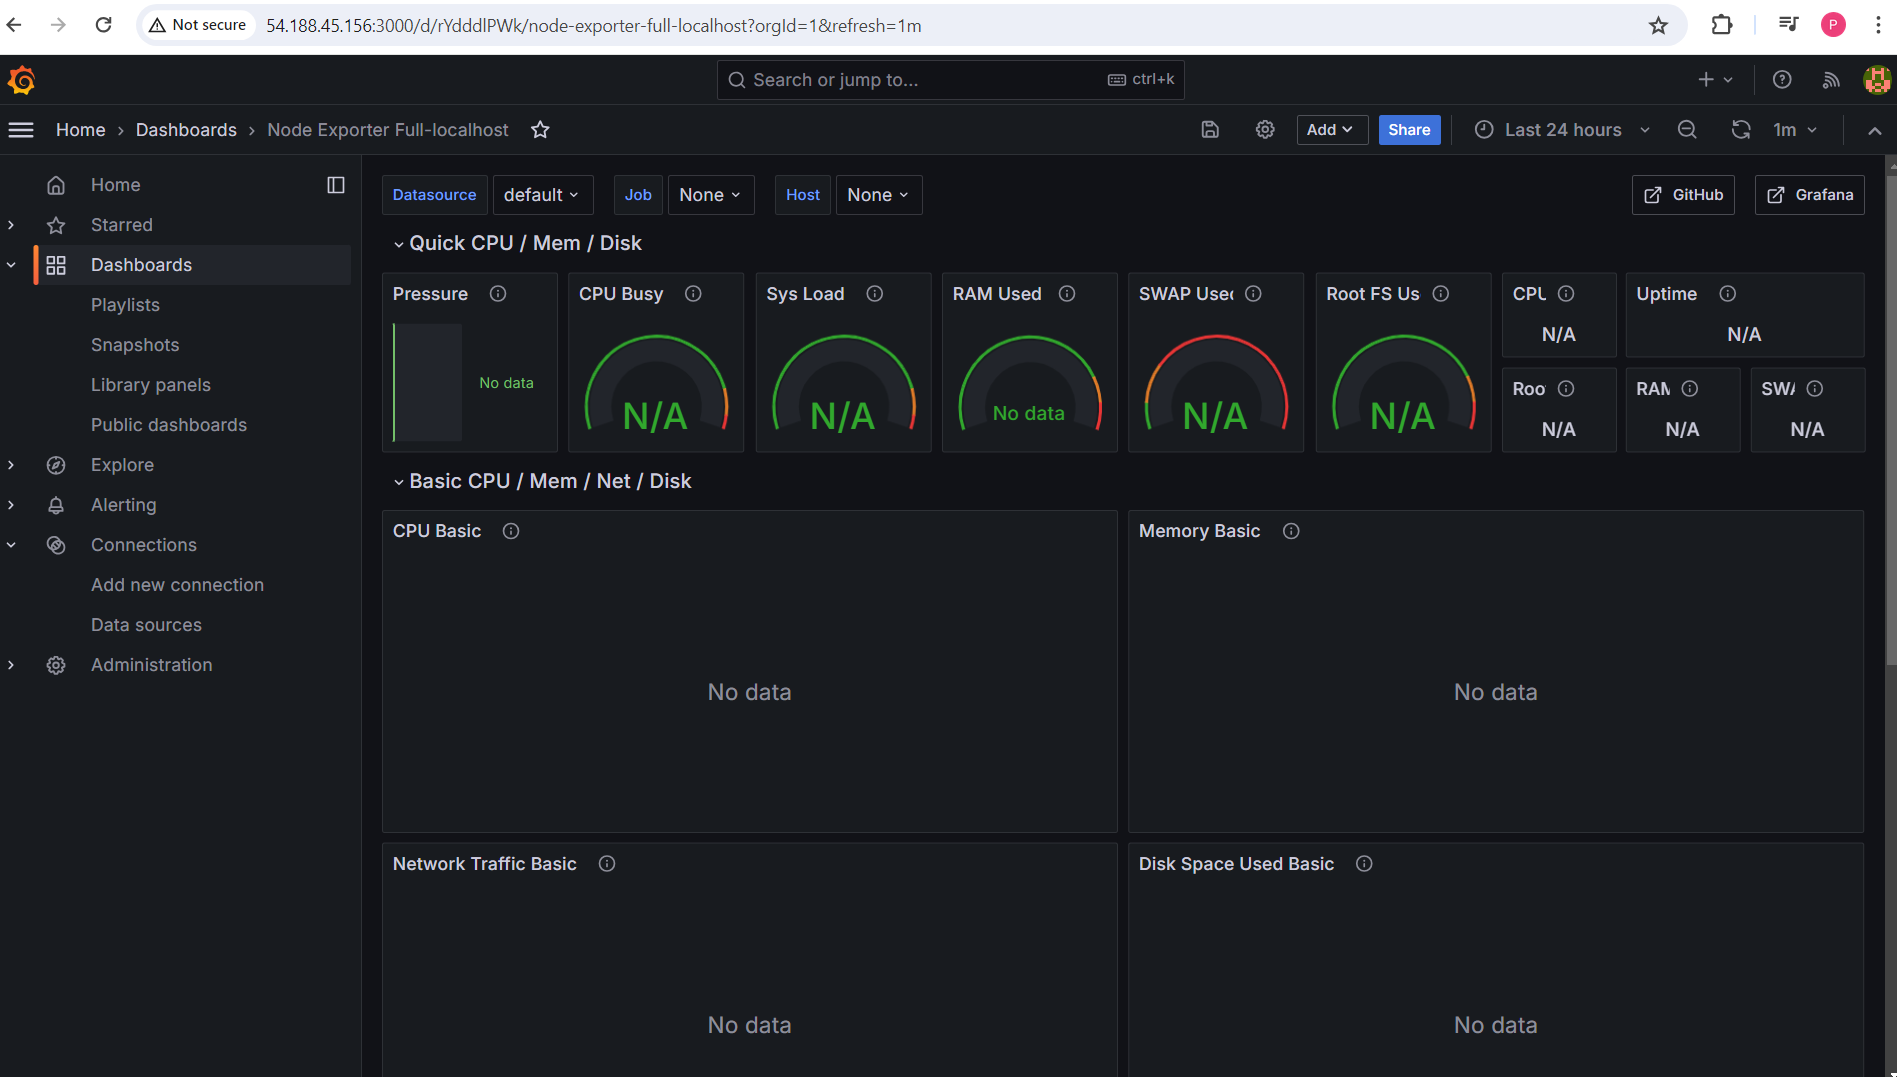 Not secure
54.188.45.156:3000/d/rYdddlPWk/node-exporter-full-localhost?orgId=1&refresh=1m
P
Search or jump to...
ctrl+k
Home › Dashboards › Node Exporter Full-localhost
Add
Share
Last 24 hours
1m
Home
Starred
Dashboards
Playlists
Snapshots
Library panels
Public dashboards
Explore
Alerting
Connections
Add new connection
Data sources
Administration
Datasource
default
Job
None
Host
None
GitHub
Grafana
Quick CPU / Mem / Disk
Pressure
No data
CPU Busy
N/A
Sys Load
N/A
RAM Used
No data
SWAP Used
N/A
Root FS Us
N/A
CPU
N/A
Uptime
N/A
Roo
N/A
RAM
N/A
SWA
N/A
Basic CPU / Mem / Net / Disk
CPU Basic
No data
Memory Basic
No data
Network Traffic Basic
No data
Disk Space Used Basic
No data